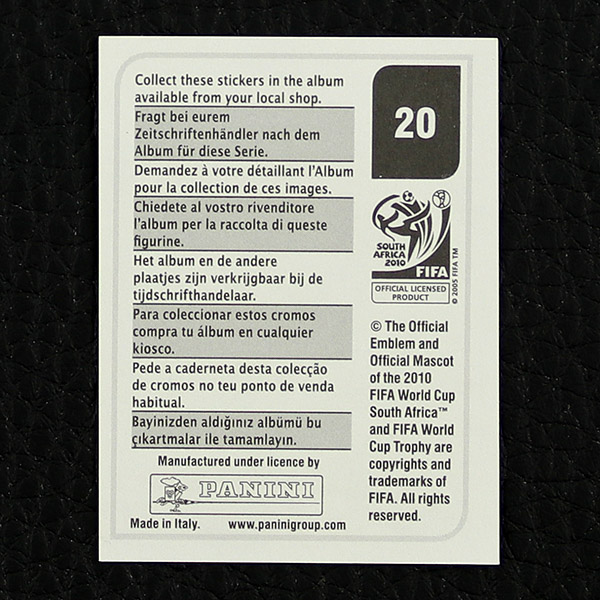 Collect these stickers in the album
available from your local shop.
Fragt bei eurem
Zeitschriftenhändler nach dem
Album für diese Serie.
Demandez à votre détaillant l'Album
pour la collection de ces images.
Chiedete al vostro rivenditore
l'album per la raccolta di queste
figurine.
Het album en de andere
plaatjes zijn verkrijgbaar bij de
tijdschrifthandelaar.
Para coleccionar estos cromos
compra tu álbum en cualquier
kiosco.
Pede a caderneta desta colecção
de cromos no teu ponto de venda
habitual.
Bayinizden aldığınız albümü bu
çıkartmalar ile tamamlayın.
Manufactured under licence by
PANINI
Made in Italy. www.paninigroup.com
20
SOUTH
AFRICA
2010
FIFA
OFFICIAL LICENSED
PRODUCT
© 2005 FIFA TM
© The Official
Emblem and
Official Mascot
of the 2010
FIFA World Cup
South Africa™
and FIFA World
Cup Trophy are
copyrights and
trademarks of
FIFA. All rights
reserved.